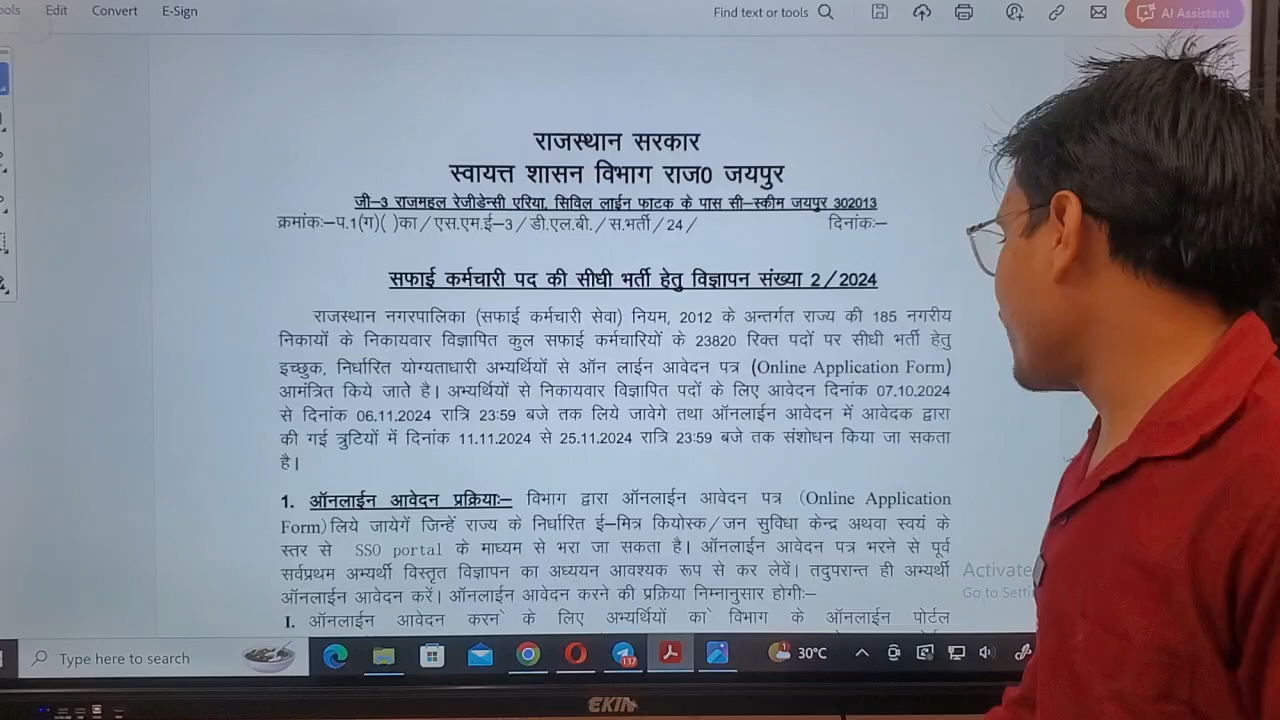 Edit Convert E-Sign Find text or tools AI Assistant
राजस्थान सरकार
स्वायत्त शासन विभाग राज0 जयपुर
जी–3 राजमहल रेजीडेन्सी एरिया, सिविल लाईन फाटक के पास सी–स्कीम जयपुर 302013
क्रमांकः–प.1(ग)( )का / एस.एम.ई–3 / डी.एल.बी. / स.भर्ती / 24 / दिनांकः–
सफाई कर्मचारी पद की सीधी भर्ती हेतु विज्ञापन संख्या 2 / 2024
राजस्थान नगरपालिका (सफाई कर्मचारी सेवा) नियम, 2012 के अन्तर्गत राज्य की 185 नगरीय
निकायों के निकायवार विज्ञापित कुल सफाई कर्मचारियों के 23820 रिक्त पदों पर सीधी भर्ती हेतु
इच्छुक, निर्धारित योग्यताधारी अभ्यर्थियों से ऑन लाईन आवेदन पत्र (Online Application Form)
आमंत्रित किये जाते है। अभ्यर्थियों से निकायवार विज्ञापित पदों के लिए आवेदन दिनांक 07.10.2024
से दिनांक 06.11.2024 रात्रि 23:59 बजे तक लिये जावेगे तथा ऑनलाईन आवेदन में आवेदक द्वारा
की गई त्रुटियों में दिनांक 11.11.2024 से 25.11.2024 रात्रि 23:59 बजे तक संशोधन किया जा सकता
है।
1. ऑनलाईन आवेदन प्रक्रियाः– विभाग द्वारा ऑनलाईन आवेदन पत्र (Online Application
Form) लिये जायेगें जिन्हें राज्य के निर्धारित ई–मित्र कियोस्क / जन सुविधा केन्द्र अथवा स्वयं के
स्तर से SSO portal के माध्यम से भरा जा सकता है। ऑनलाईन आवेदन पत्र भरने से पूर्व
सर्वप्रथम अभ्यर्थी विस्तृत विज्ञापन का अध्ययन आवश्यक रूप से कर लेवें। तदुपरान्त ही अभ्यर्थी
ऑनलाईन आवेदन करें। ऑनलाईन आवेदन करने की प्रक्रिया निम्नानुसार होगीः–
I. ऑनलाईन आवेदन करने के लिए अभ्यर्थियों को विभाग के ऑनलाईन पोर्टल
Activate
Go to Setti
Type here to search 137 30°C
EKIN